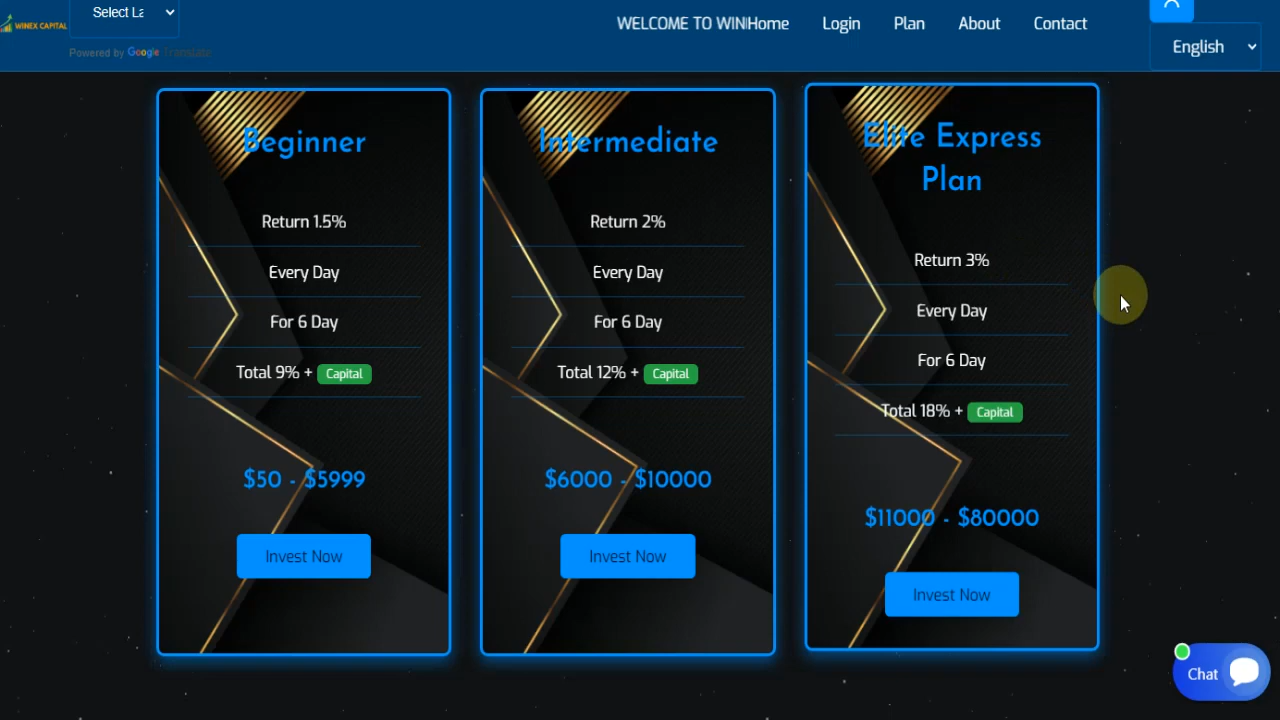 WINEX CAPITAL
Select La
Powered by Google Translate
WELCOME TO WIN
Home
Login
Plan
About
Contact
English
Beginner
Return 1.5%
Every Day
For 6 Day
Total 9% + Capital
$50 - $5999
Invest Now
Intermediate
Return 2%
Every Day
For 6 Day
Total 12% + Capital
$6000 - $10000
Invest Now
Elite Express
Plan
Return 3%
Every Day
For 6 Day
Total 18% + Capital
$11000 - $80000
Invest Now
Chat